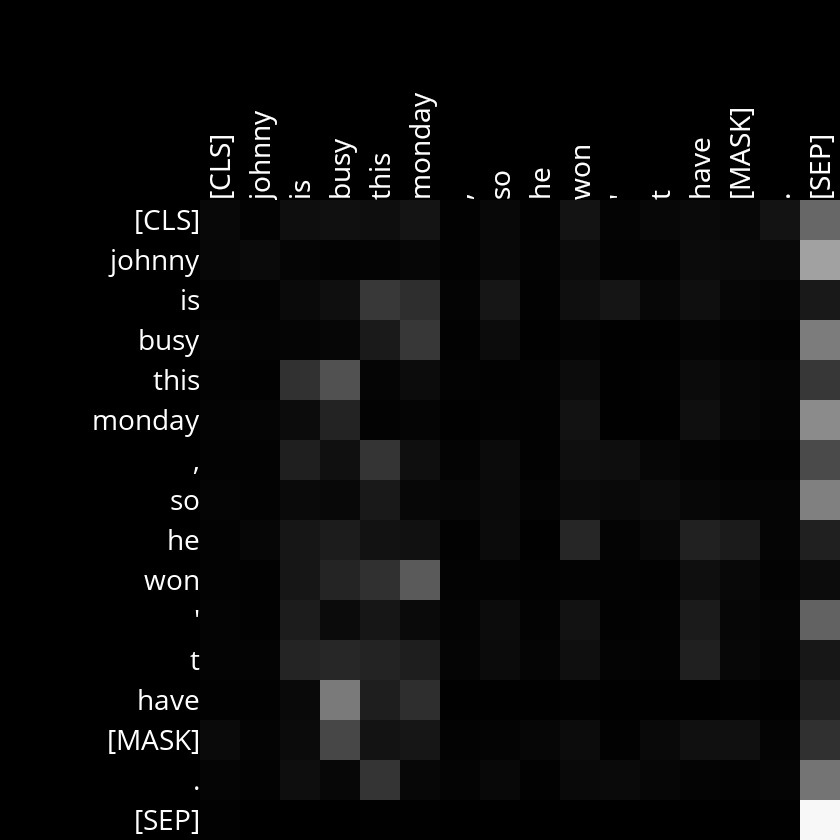 [CLS] johnny is busy this monday , so he won ' t have [MASK] . [SEP]
[CLS]
johnny
is
busy
this
monday
,
so
he
won
'
t
have
[MASK]
.
[SEP]